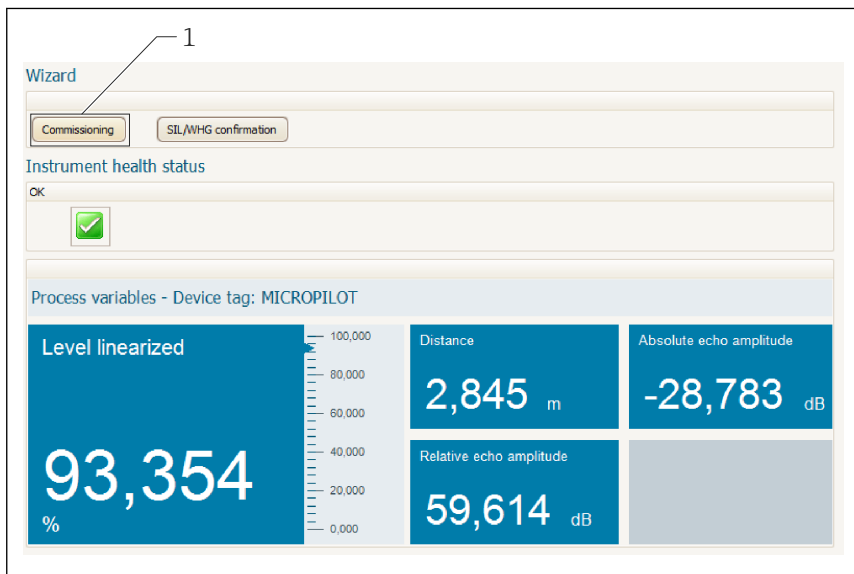 1
Wizard
Commissioning SIL/WHG confirmation
Instrument health status
OK
Process variables - Device tag: MICROPILOT
Level linearized
93,354
%
100,000
80,000
60,000
40,000
20,000
0,000
Distance
2,845 m
Absolute echo amplitude
-28,783 dB
Relative echo amplitude
59,614 dB